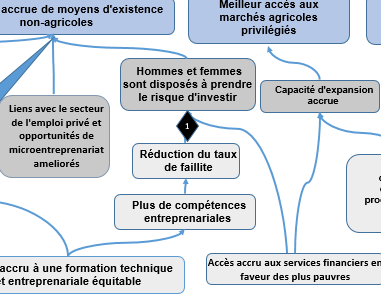 accrue de moyens d'existence
non-agricoles
Meilleur accés aux
marchés agricoles
privilégiés
Hommes et femmes
sont disposés à prendre
le risque d'investir
Capacité d'expansion
accrue
Liens avec le secteur
de l'emploi privé et
opportunités de
microentreprenariat
ameliorés
1
Réduction du taux
de faillite
Plus de compétences
entreprenariales
accru à une formation technique
et entreprenariale équitable
Accès accru aux services financiers en
faveur des plus pauvres